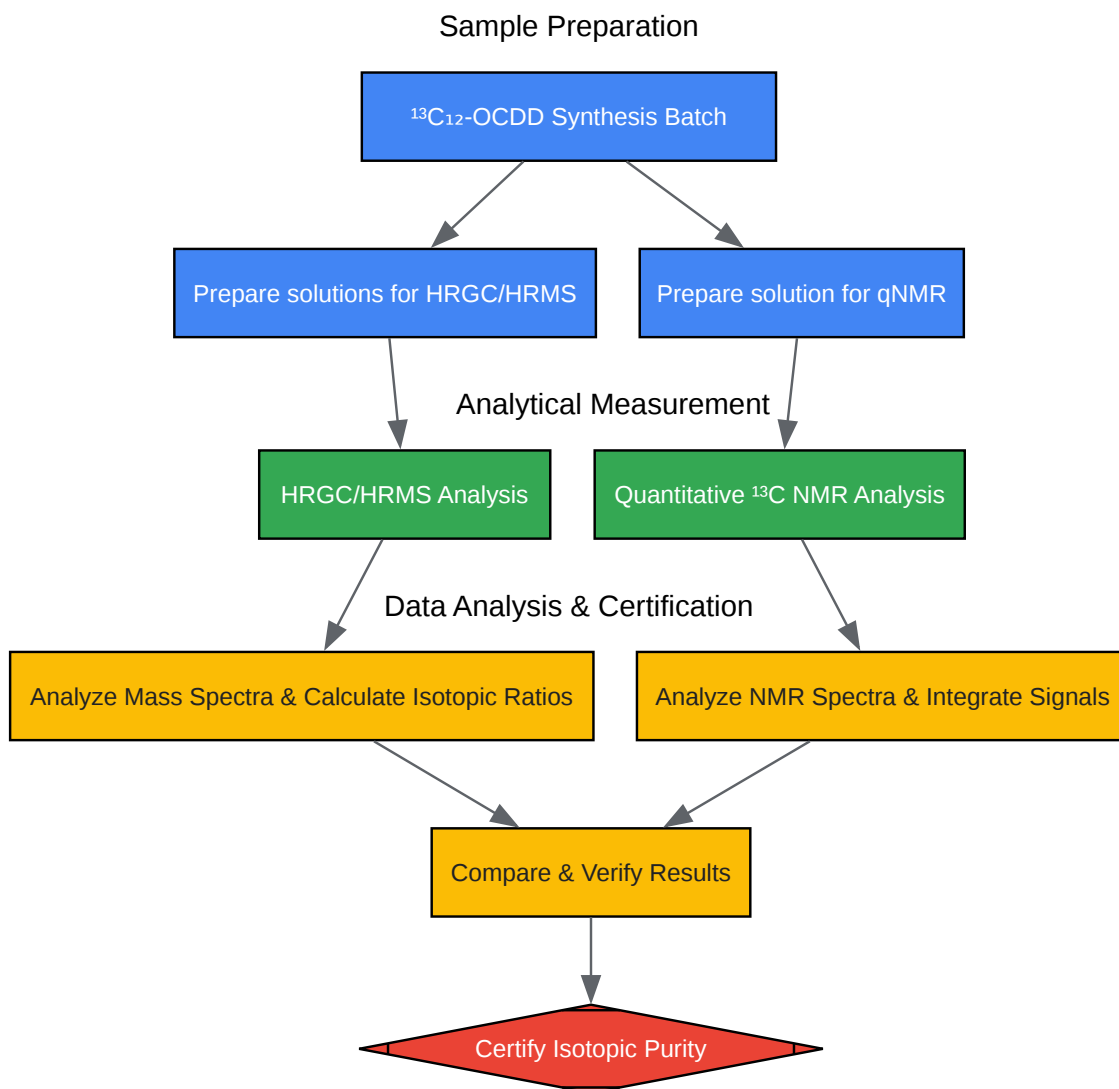 Sample Preparation
¹³C₁₂-OCDD Synthesis Batch
Prepare solutions for HRGC/HRMS
Prepare solution for qNMR
Analytical Measurement
HRGC/HRMS Analysis
Quantitative ¹³C NMR Analysis
Data Analysis & Certification
Analyze Mass Spectra & Calculate Isotopic Ratios
Analyze NMR Spectra & Integrate Signals
Compare & Verify Results
Certify Isotopic Purity